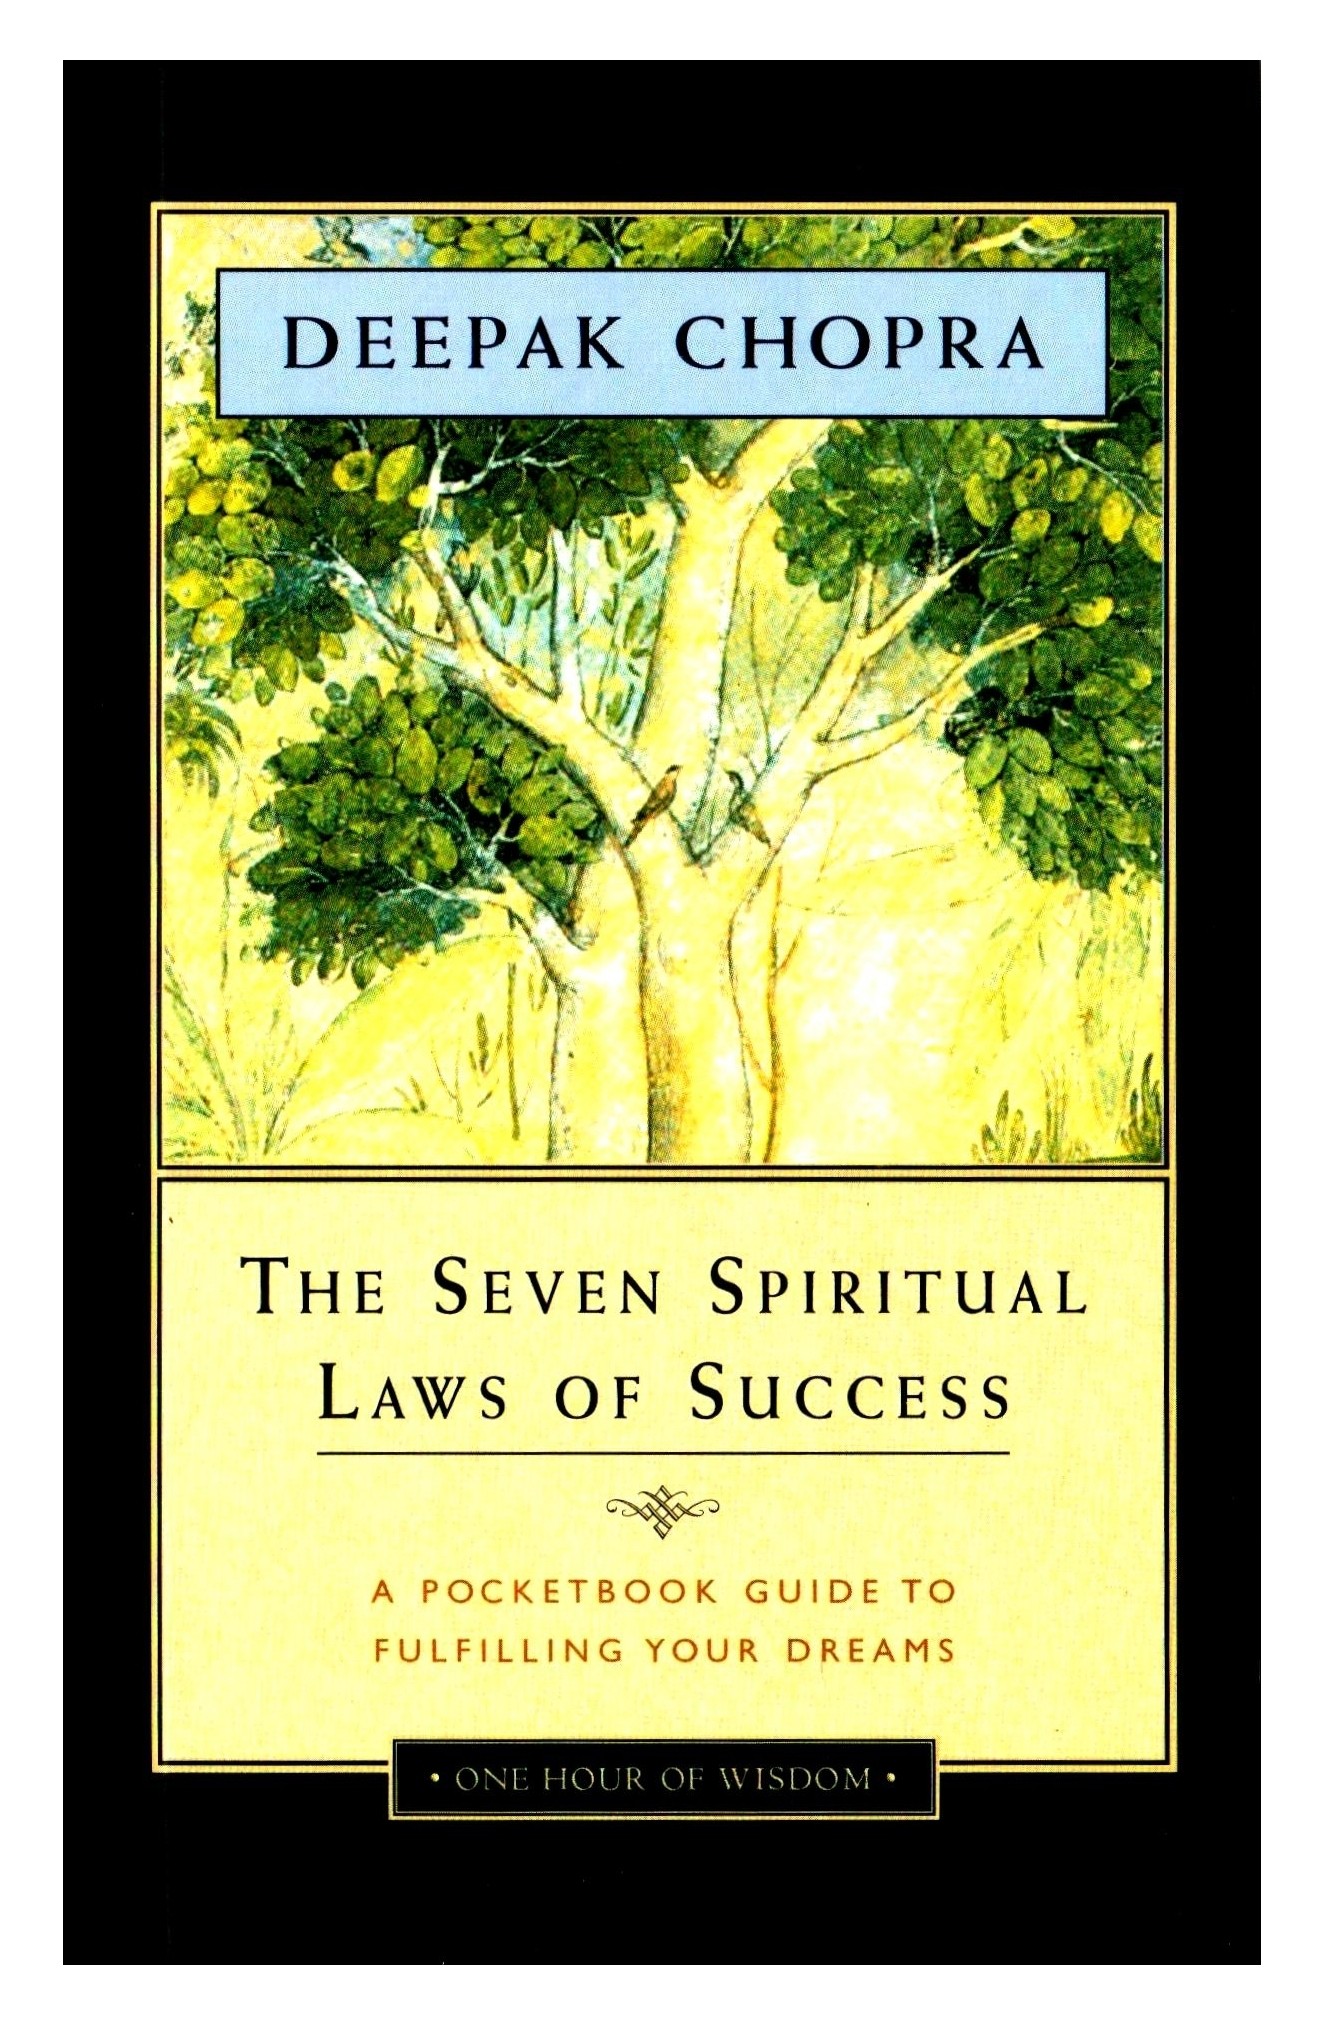 DEEPAK CHOPRA
THE SEVEN SPIRITUAL
LAWS OF SUCCESS
A POCKETBOOK GUIDE TO
FULFILLING YOUR DREAMS
• ONE HOUR OF WISDOM •